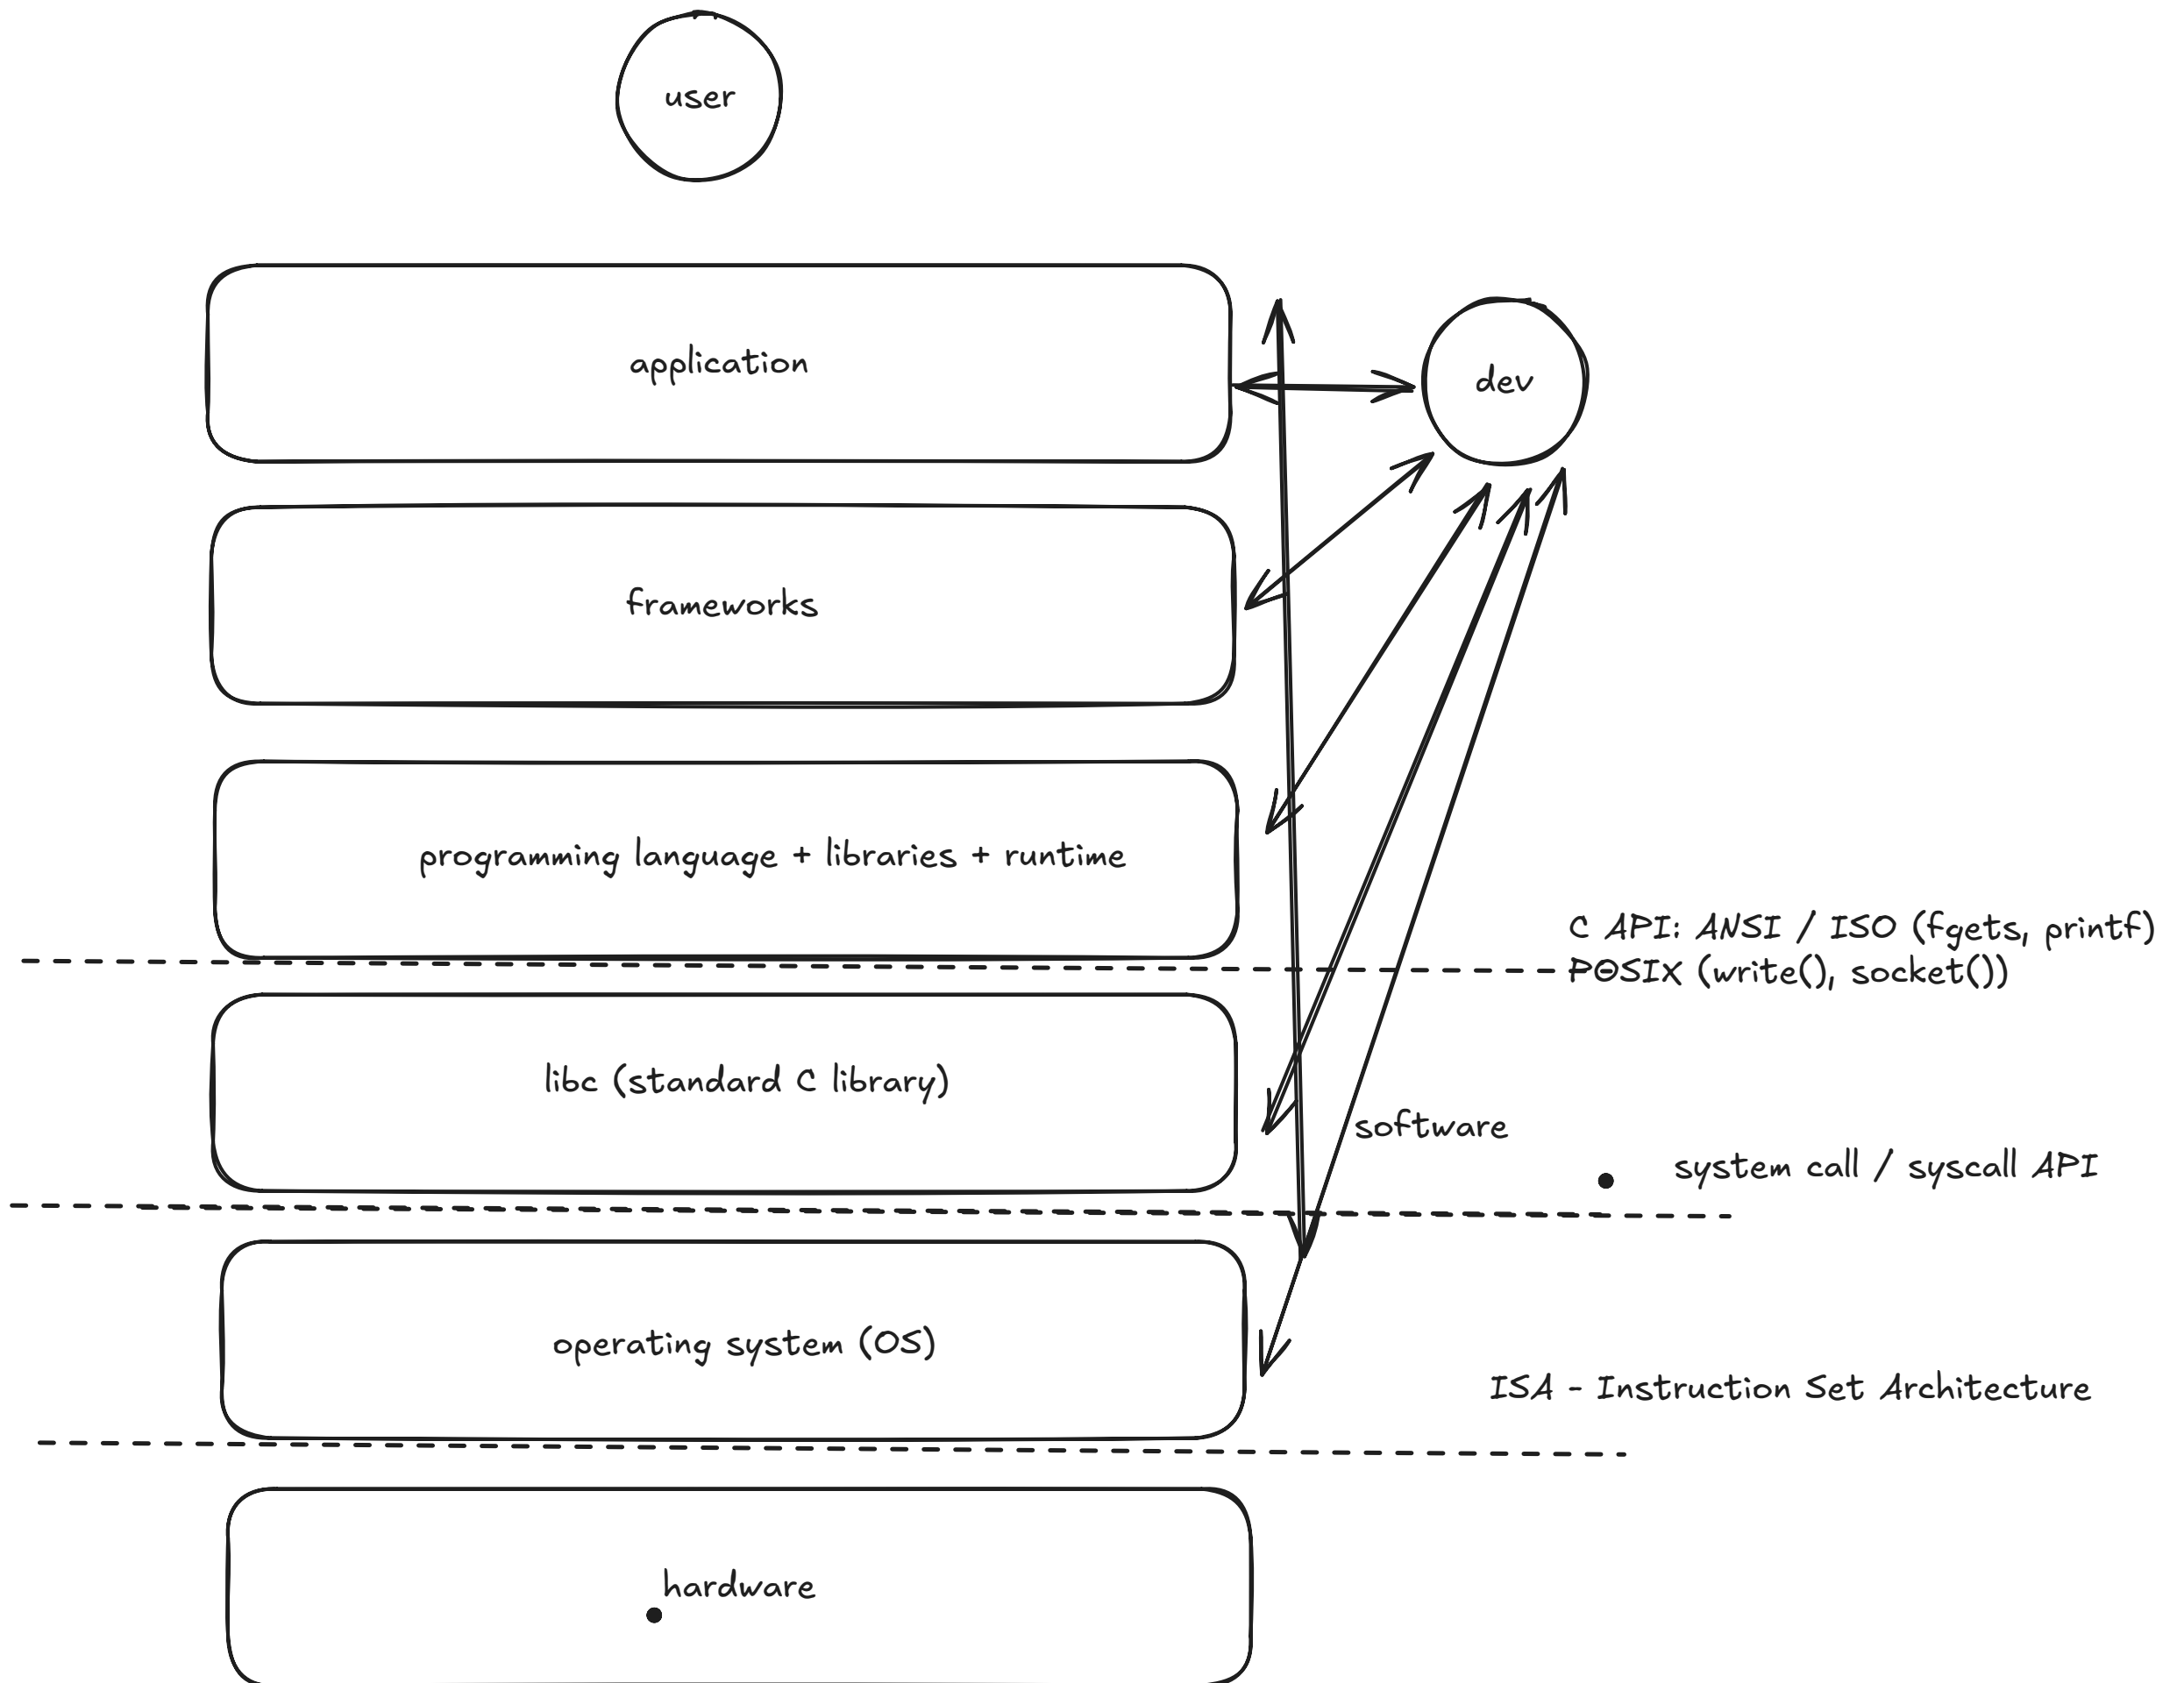 user
application
dev
frameworks
programming language + libraries + runtime
C API: ANSI / ISO (fgets, printf)
POSIX (write(), socket())
libc (standard C library)
software
system call / syscall API
operating system (OS)
ISA - Instruction Set Architecture
hardware